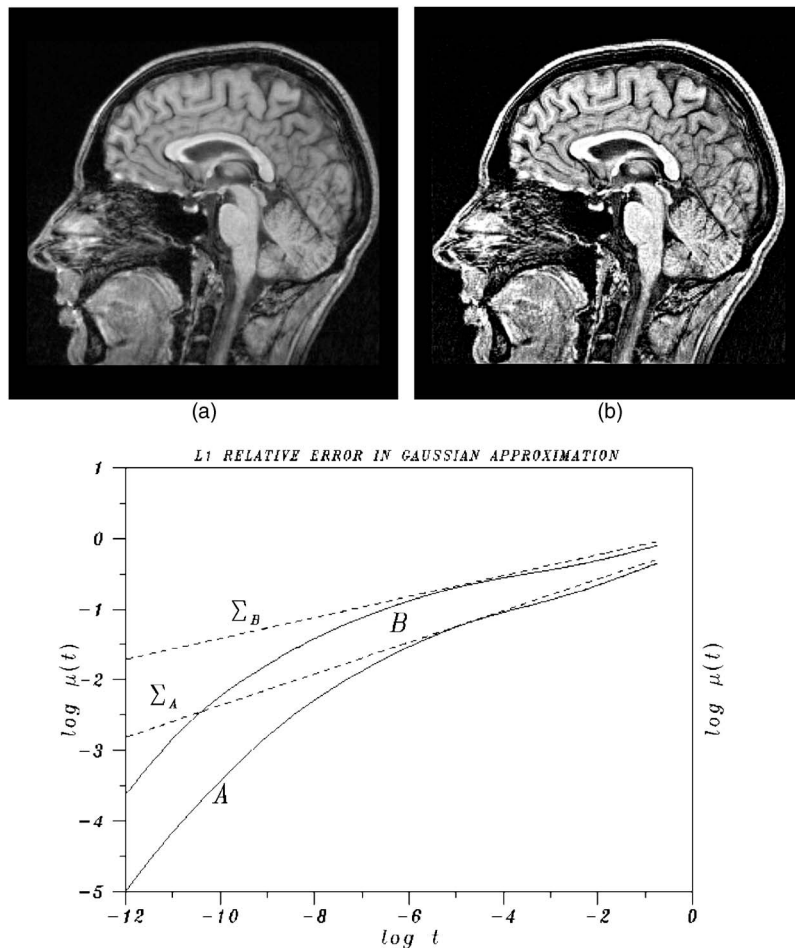 (a)
(b)
L1 RELATIVE ERROR IN GAUSSIAN APPROXIMATION
1
0
-1
-2
-3
-4
-5
log μ(t)
log μ(t)
Σ_B
B
Σ_A
A
-12 -10 -8 -6 -4 -2 0
log t